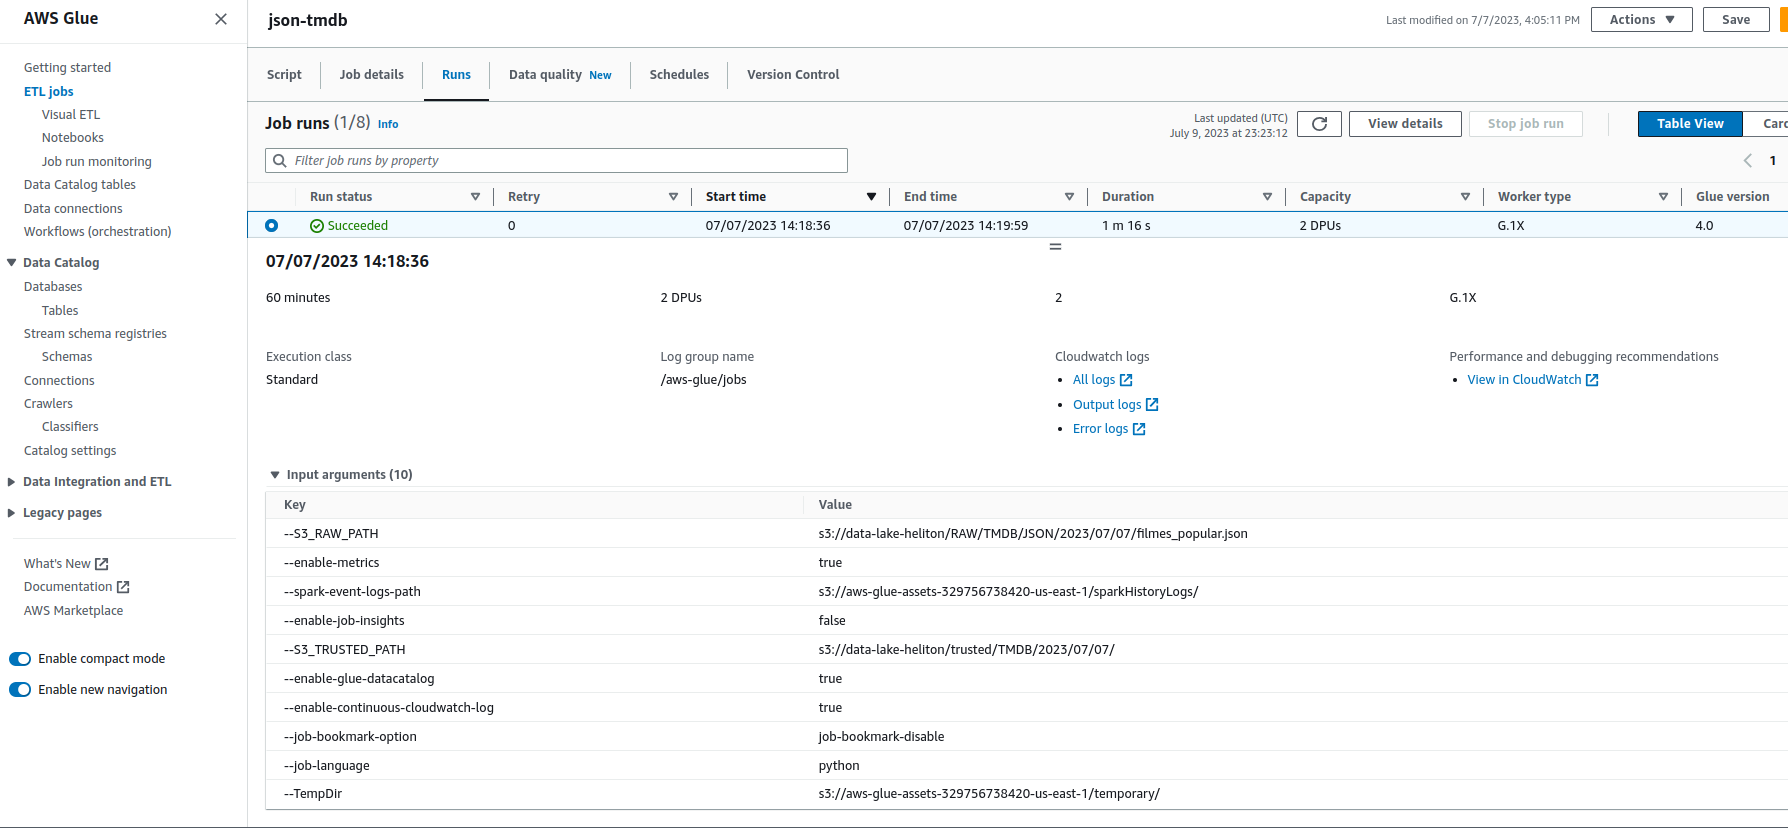 AWS Glue
Getting started
ETL jobs
Visual ETL
Notebooks
Job run monitoring
Data Catalog tables
Data connections
Workflows (orchestration)
Data Catalog
Databases
Tables
Stream schema registries
Schemas
Connections
Crawlers
Classifiers
Catalog settings
Data Integration and ETL
Legacy pages
What's New
Documentation
AWS Marketplace
Enable compact mode
Enable new navigation
json-tmdb
Last modified on 7/7/2023, 4:05:11 PM
Actions
Save
Script
Job details
Runs
Data quality New
Schedules
Version Control
Job runs (1/8) Info
Last updated (UTC)
July 9, 2023 at 23:23:12
View details
Stop job run
Table View
Filter job runs by property
1
Run status Retry Start time End time Duration Capacity Worker type Glue version
Succeeded 0 07/07/2023 14:18:36 07/07/2023 14:19:59 1 m 16 s 2 DPUs G.1X 4.0
07/07/2023 14:18:36
60 minutes 2 DPUs 2 G.1X
Execution class
Standard
Log group name
/aws-glue/jobs
Cloudwatch logs
All logs
Output logs
Error logs
Performance and debugging recommendations
View in CloudWatch
Input arguments (10)
Key Value
--S3_RAW_PATH s3://data-lake-heliton/RAW/TMDB/JSON/2023/07/07/filmes_popular.json
--enable-metrics true
--spark-event-logs-path s3://aws-glue-assets-329756738420-us-east-1/sparkHistoryLogs/
--enable-job-insights false
--S3_TRUSTED_PATH s3://data-lake-heliton/trusted/TMDB/2023/07/07/
--enable-glue-datacatalog true
--enable-continuous-cloudwatch-log true
--job-bookmark-option job-bookmark-disable
--job-language python
--TempDir s3://aws-glue-assets-329756738420-us-east-1/temporary/